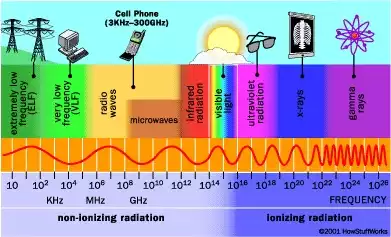 Cell Phone
(3KHz–300GHz)
extremely low
frequency (ELF)
very low
frequency (VLF)
radio
waves
microwaves
infrared
radiation
visible
light
ultraviolet
radiation
x-rays
gamma
rays
10 10² 10⁴ 10⁶ 10⁸ 10¹⁰ 10¹² 10¹⁴ 10¹⁶ 10¹⁸ 10²⁰ 10²² 10²⁴ 10²⁶
KHz MHz GHz FREQUENCY
non-ionizing radiation ionizing radiation
©2001 HowStuffWorks